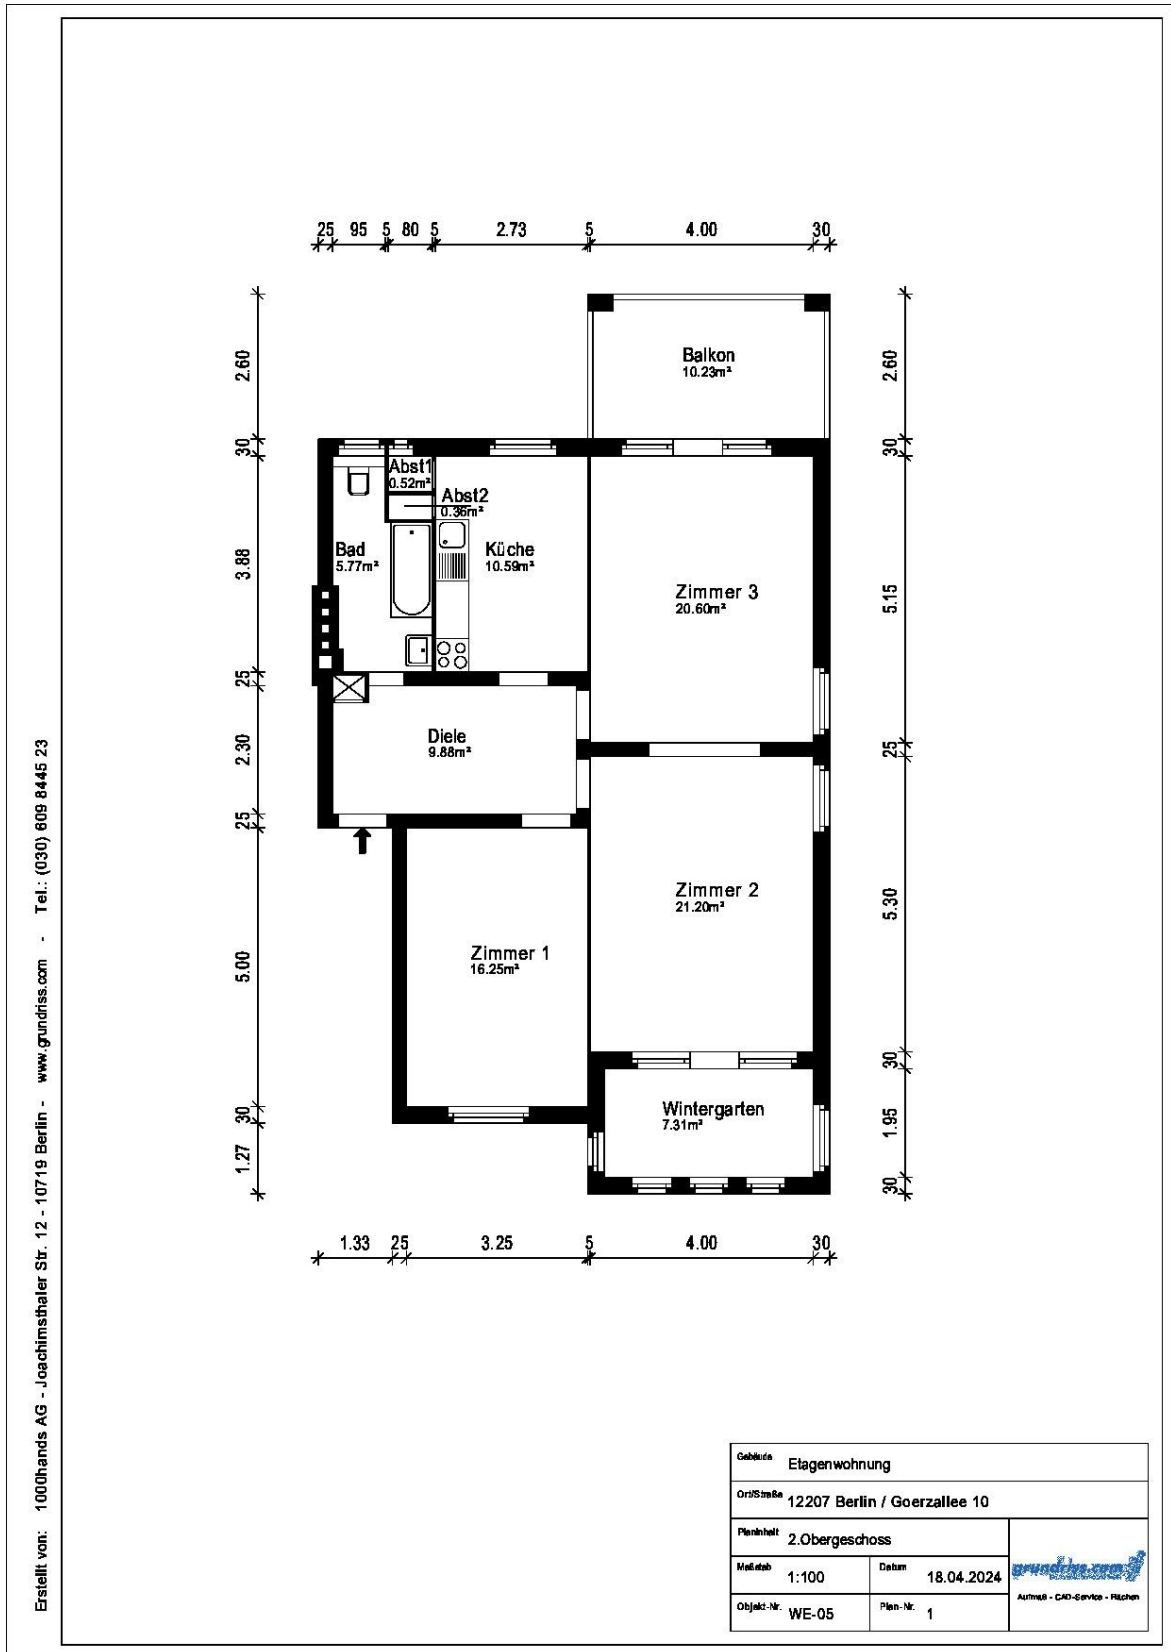 25 95 5 80 5 2.73 5 4.00 30
2.60
30
3.88
25
2.30
25
5.00
30
1.27
2.60
30
5.15
25
5.30
30
1.95
30
Balkon
10.23m²
Abst1
0.52m²
Abst2
0.36m²
Bad
5.77m²
Küche
10.59m²
Zimmer 3
20.60m²
Diele
9.88m²
Zimmer 2
21.20m²
Zimmer 1
16.25m²
Wintergarten
7.31m²
1.33 25 3.25 5 4.00 30
Erstellt von: 1000hands AG - Joachimsthaler Str. 12 - 10719 Berlin - www.grundriss.com - Tel.: (030) 609 8445 23
Gebäude Etagenwohnung
Ort/Straße 12207 Berlin / Goerzallee 10
Planinhalt 2.Obergeschoss
Maßstab 1:100 Datum 18.04.2024
Objekt-Nr. WE-05 Plan-Nr. 1
grundriss.com
Aufmaß - CAD-Service - Flächen